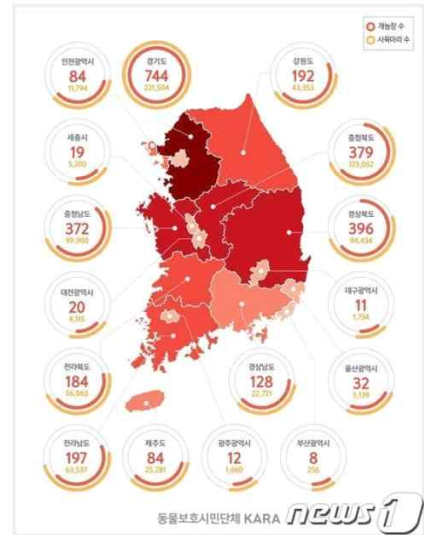 개농장 수
사육마리 수
인천광역시
84
11,794
경기도
744
221,504
강원도
192
43,353
세종시
19
5,200
충청북도
379
123,062
충청남도
372
99,900
경상북도
396
94,434
대전광역시
20
4,115
대구광역시
11
1,754
전라북도
184
56,060
경상남도
128
22,721
울산광역시
32
5,139
전라남도
197
63,537
제주도
84
25,281
광주광역시
12
1,660
부산광역시
8
256
동물보호시민단체 KARA
news1